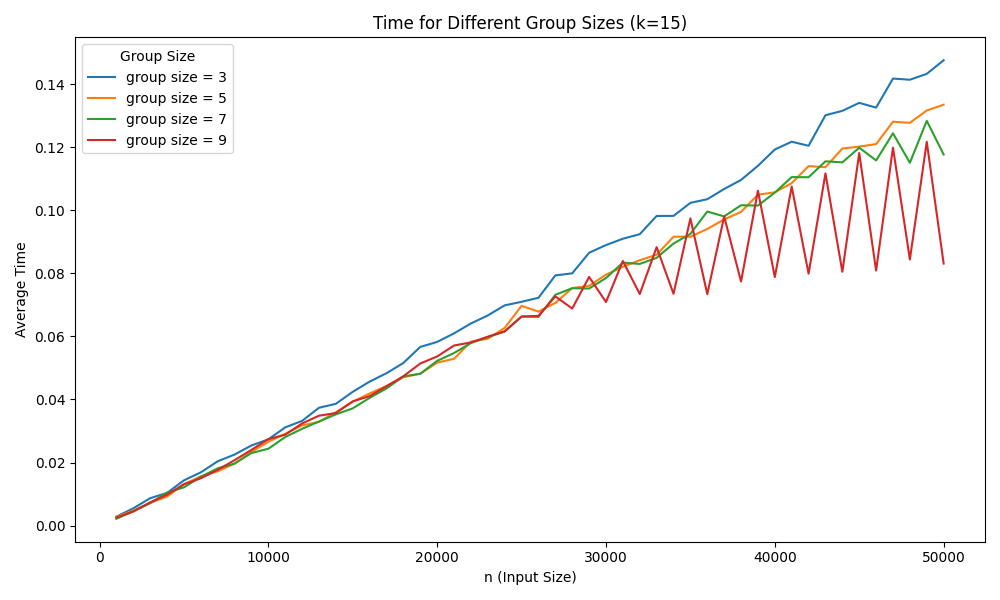 Time for Different Group Sizes (k=15)
Group Size
group size = 3
group size = 5
group size = 7
group size = 9
Average Time
0.14
0.12
0.10
0.08
0.06
0.04
0.02
0.00
0 10000 20000 30000 40000 50000
n (Input Size)